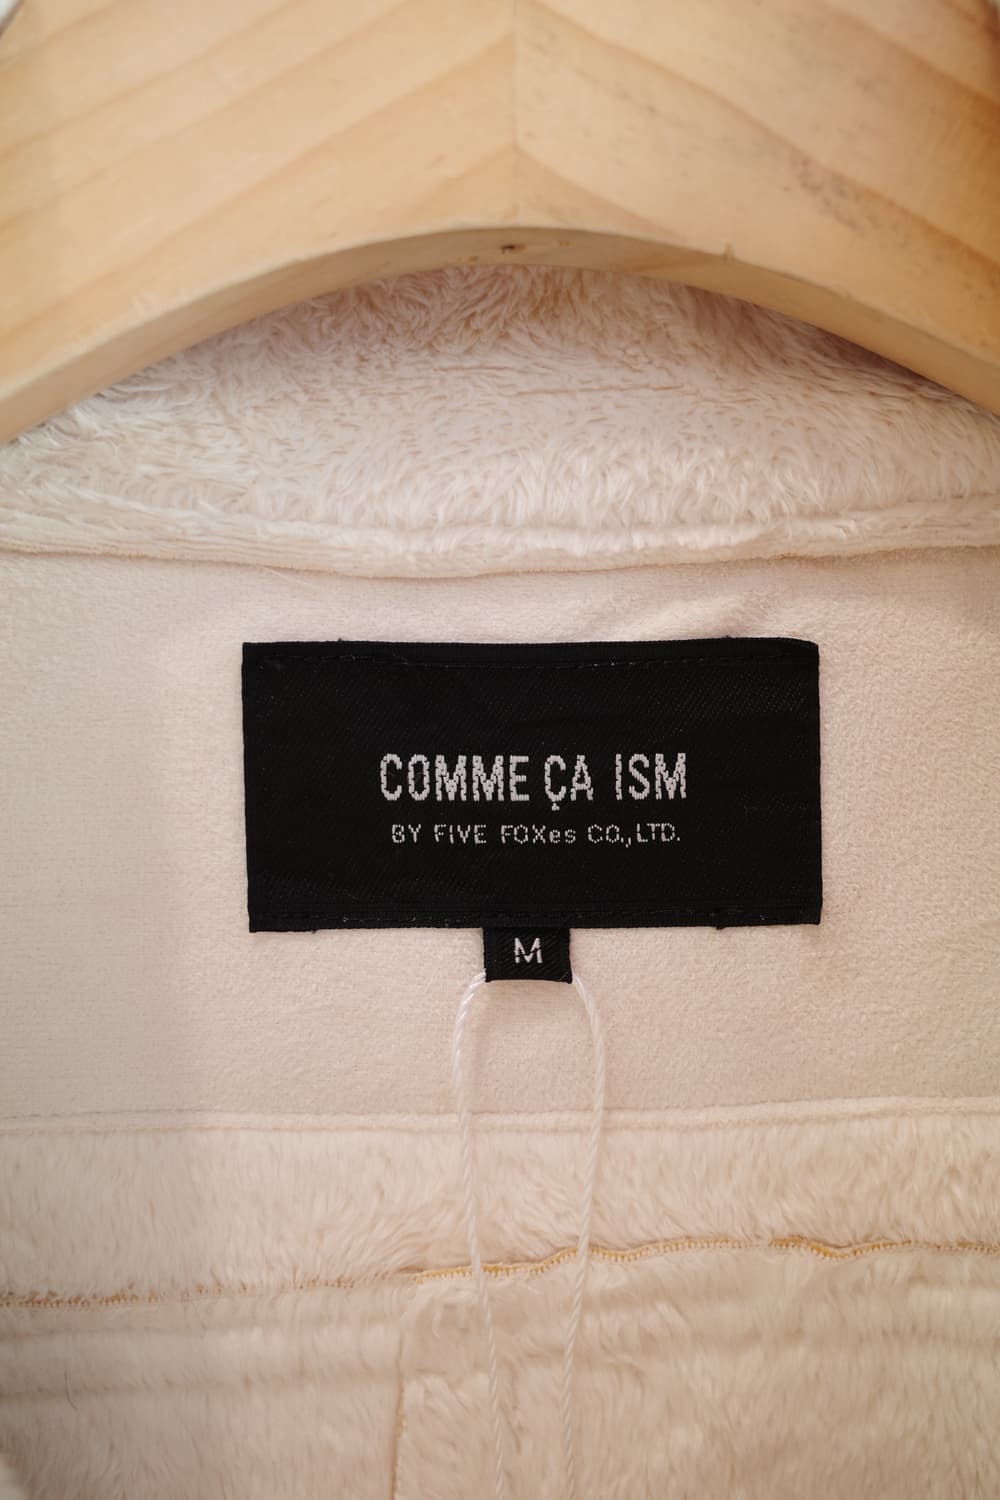 COMME ÇA ISM
BY FIVE FOXes CO., LTD.
M